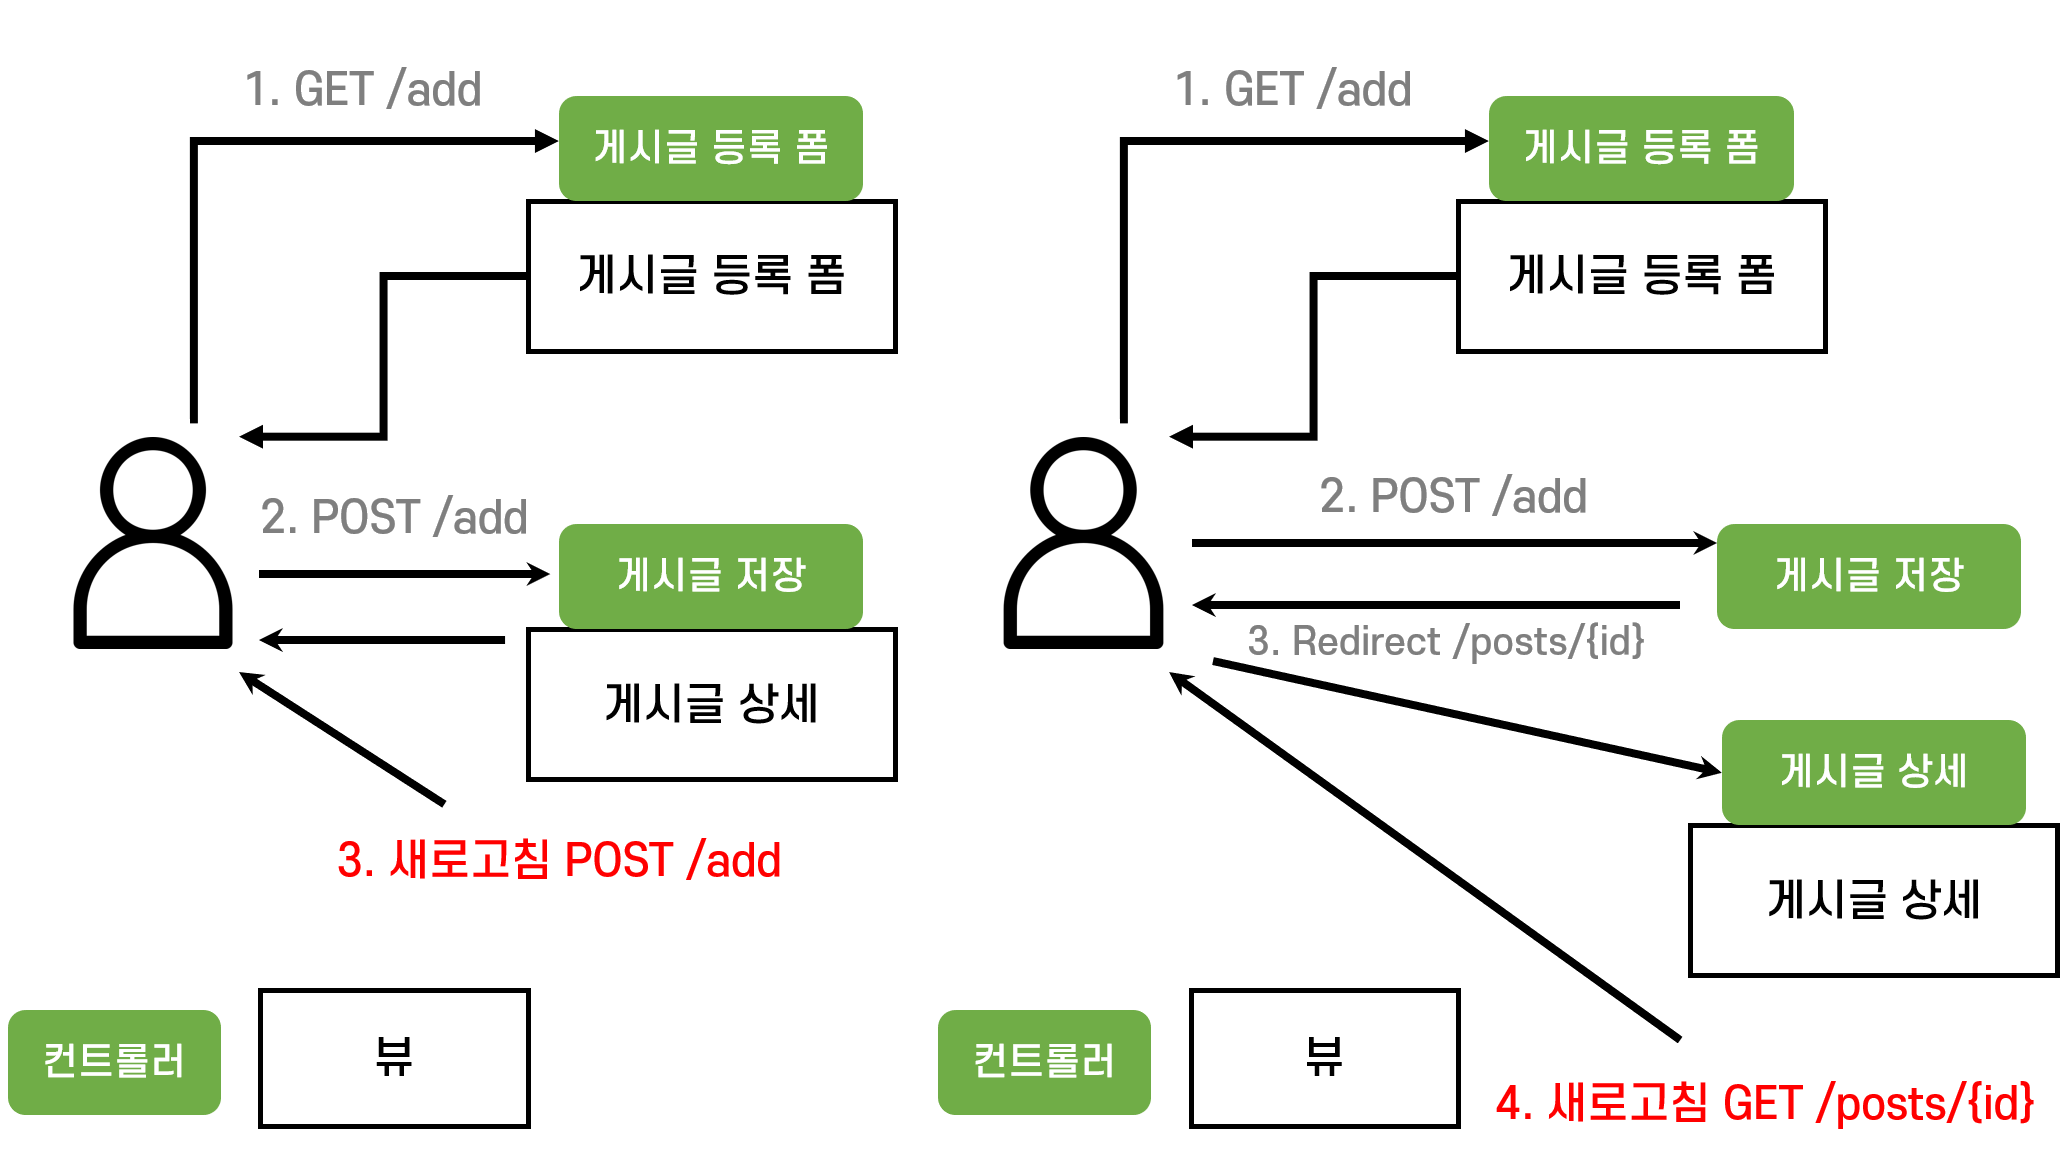 1. GET /add
게시글 등록 폼
게시글 등록 폼
2. POST /add
게시글 저장
게시글 상세
3. 새로고침 POST /add
컨트롤러
뷰
1. GET /add
게시글 등록 폼
게시글 등록 폼
2. POST /add
게시글 저장
3. Redirect /posts/{id}
게시글 상세
게시글 상세
4. 새로고침 GET /posts/{id}
컨트롤러
뷰